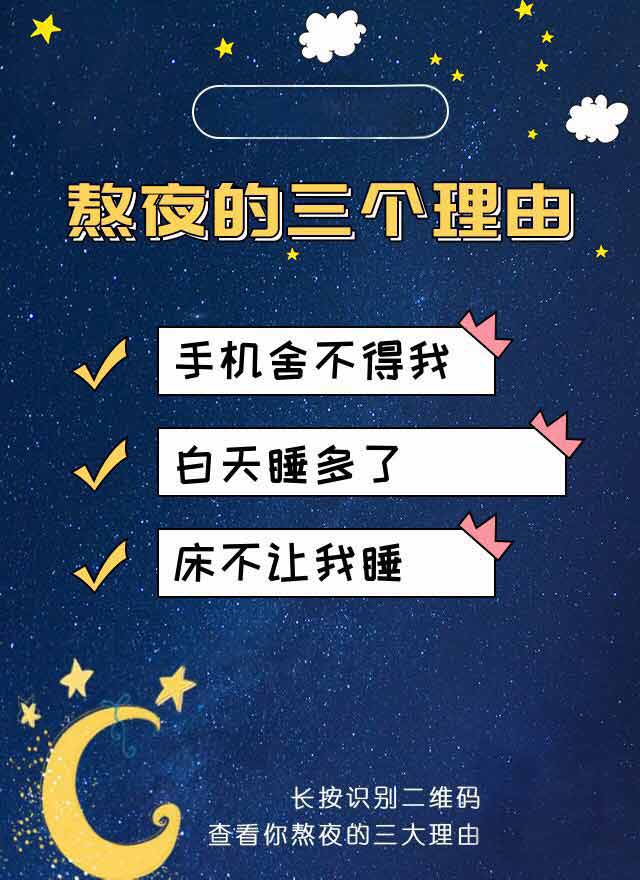 熬夜的三个理由
手机舍不得我
白天睡多了
床不让我睡
长按识别二维码
查看你熬夜的三大理由